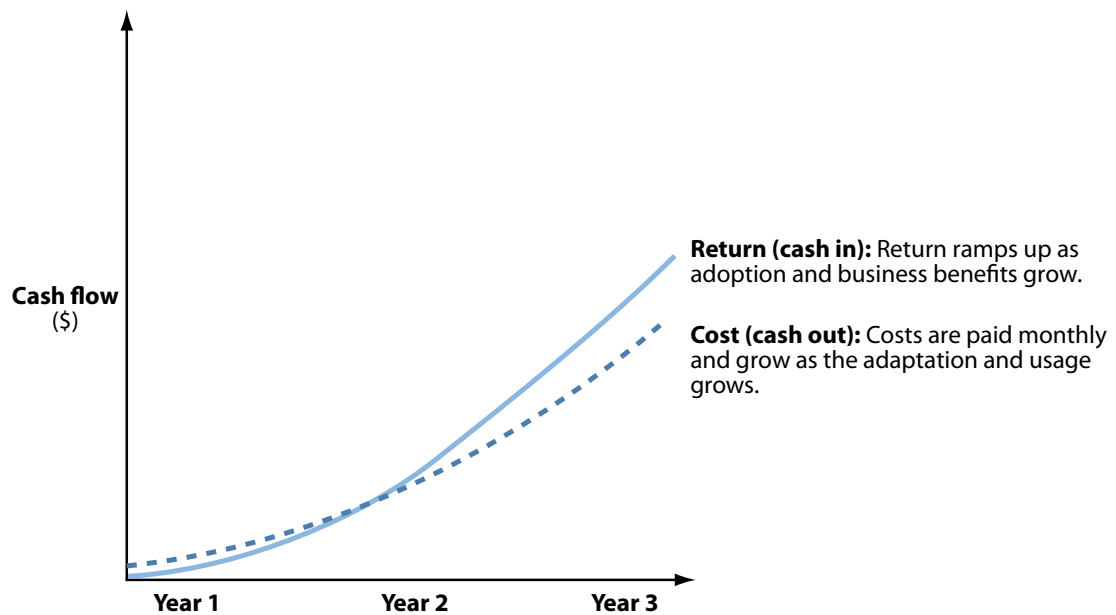 Cash flow
($)
Return (cash in): Return ramps up as
adoption and business benefits grow.
Cost (cash out): Costs are paid monthly
and grow as the adaptation and usage
grows.
Year 1
Year 2
Year 3